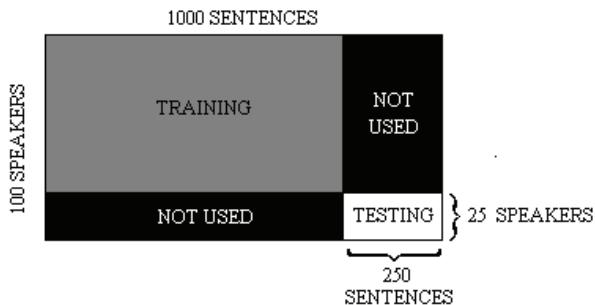 1000 SENTENCES
100 SPEAKERS
TRAINING
NOT
USED
NOT USED
TESTING
25 SPEAKERS
250
SENTENCES